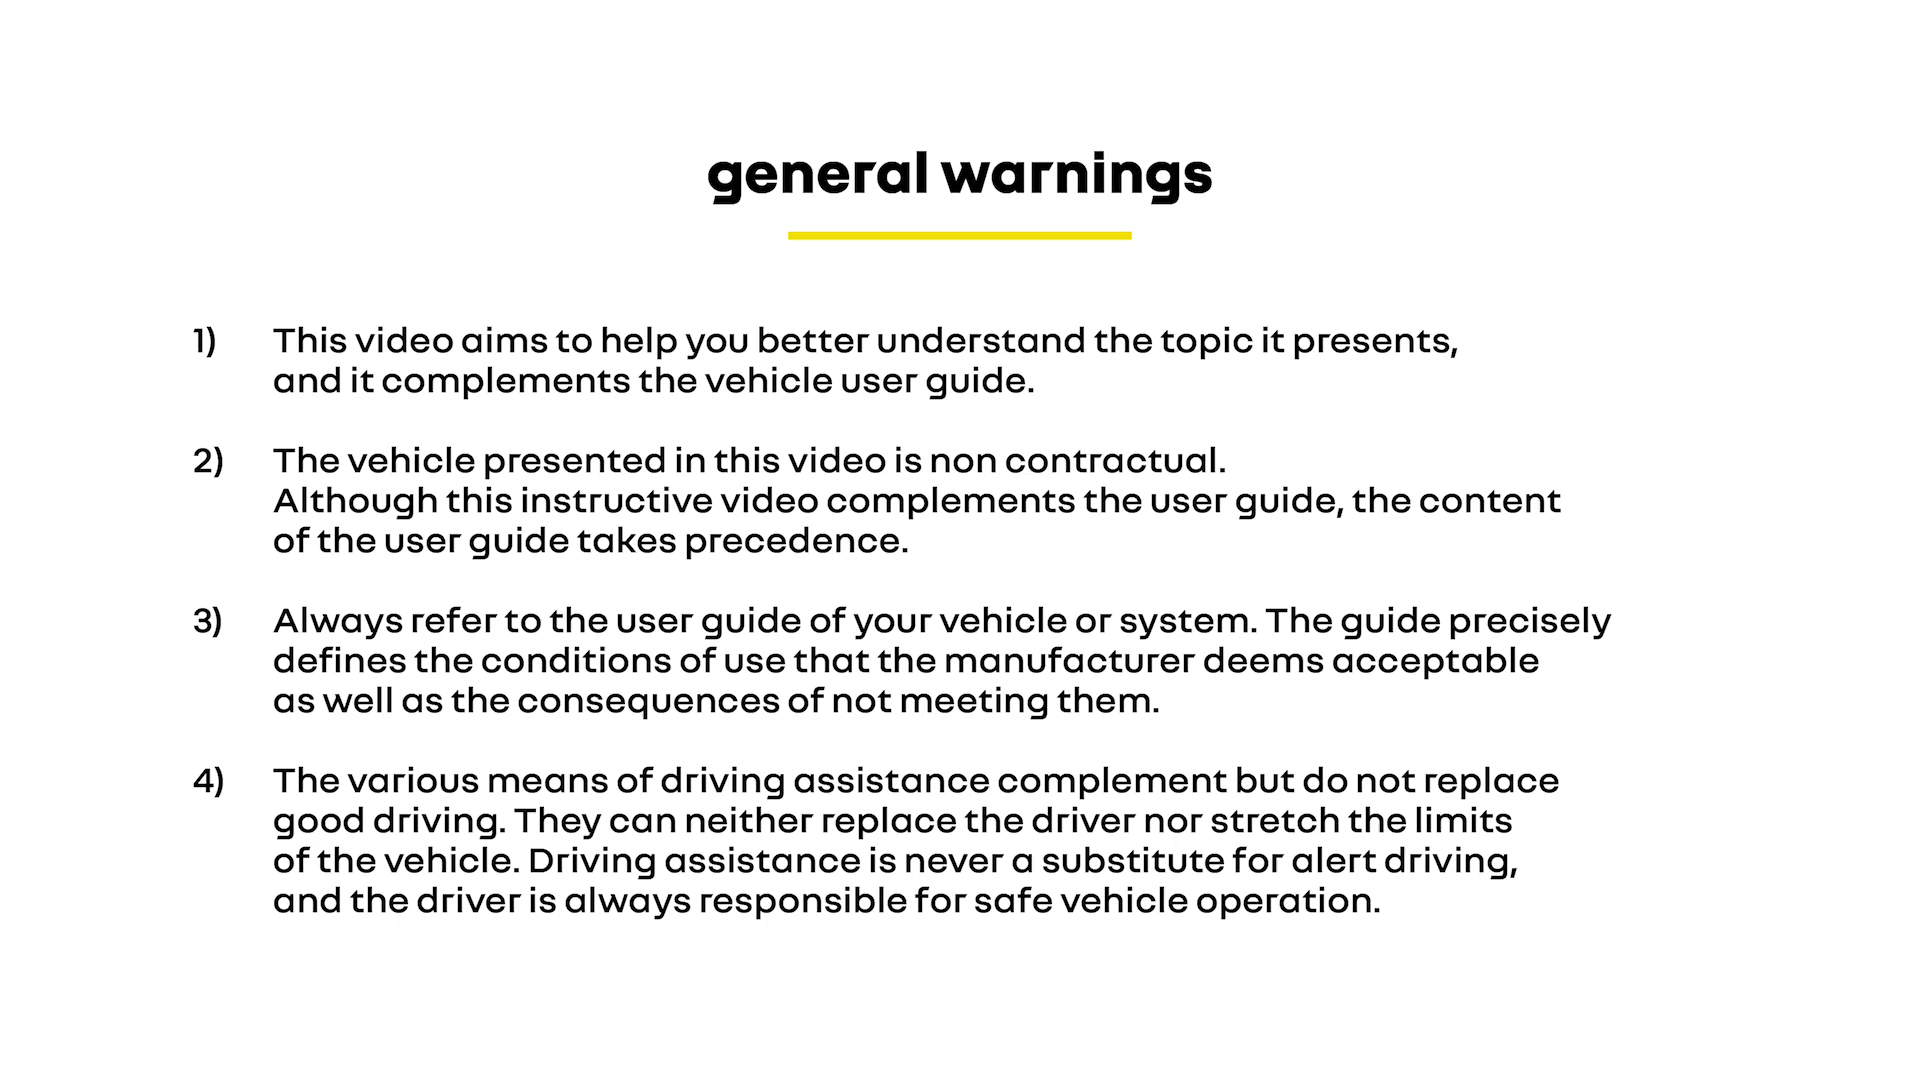 general warnings
1) This video aims to help you better understand the topic it presents,
and it complements the vehicle user guide.
2) The vehicle presented in this video is non contractual.
Although this instructive video complements the user guide, the content
of the user guide takes precedence.
3) Always refer to the user guide of your vehicle or system. The guide precisely
defines the conditions of use that the manufacturer deems acceptable
as well as the consequences of not meeting them.
4) The various means of driving assistance complement but do not replace
good driving. They can neither replace the driver nor stretch the limits
of the vehicle. Driving assistance is never a substitute for alert driving,
and the driver is always responsible for safe vehicle operation.